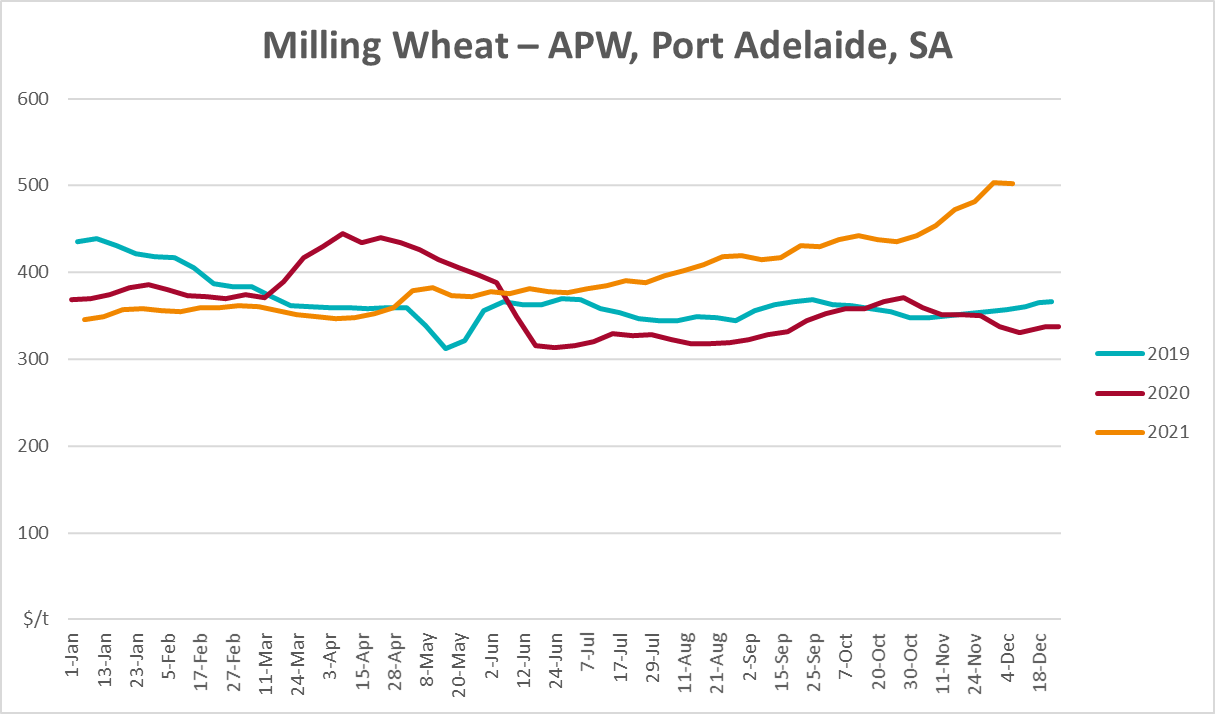 Milling Wheat – APW, Port Adelaide, SA
600
500
400
300
200
100
$/t
1-Jan
13-Jan
23-Jan
5-Feb
17-Feb
27-Feb
11-Mar
24-Mar
3-Apr
15-Apr
28-Apr
8-May
20-May
2-Jun
12-Jun
24-Jun
7-Jul
17-Jul
29-Jul
11-Aug
21-Aug
2-Sep
15-Sep
25-Sep
7-Oct
20-Oct
30-Oct
11-Nov
24-Nov
4-Dec
18-Dec
2019
2020
2021